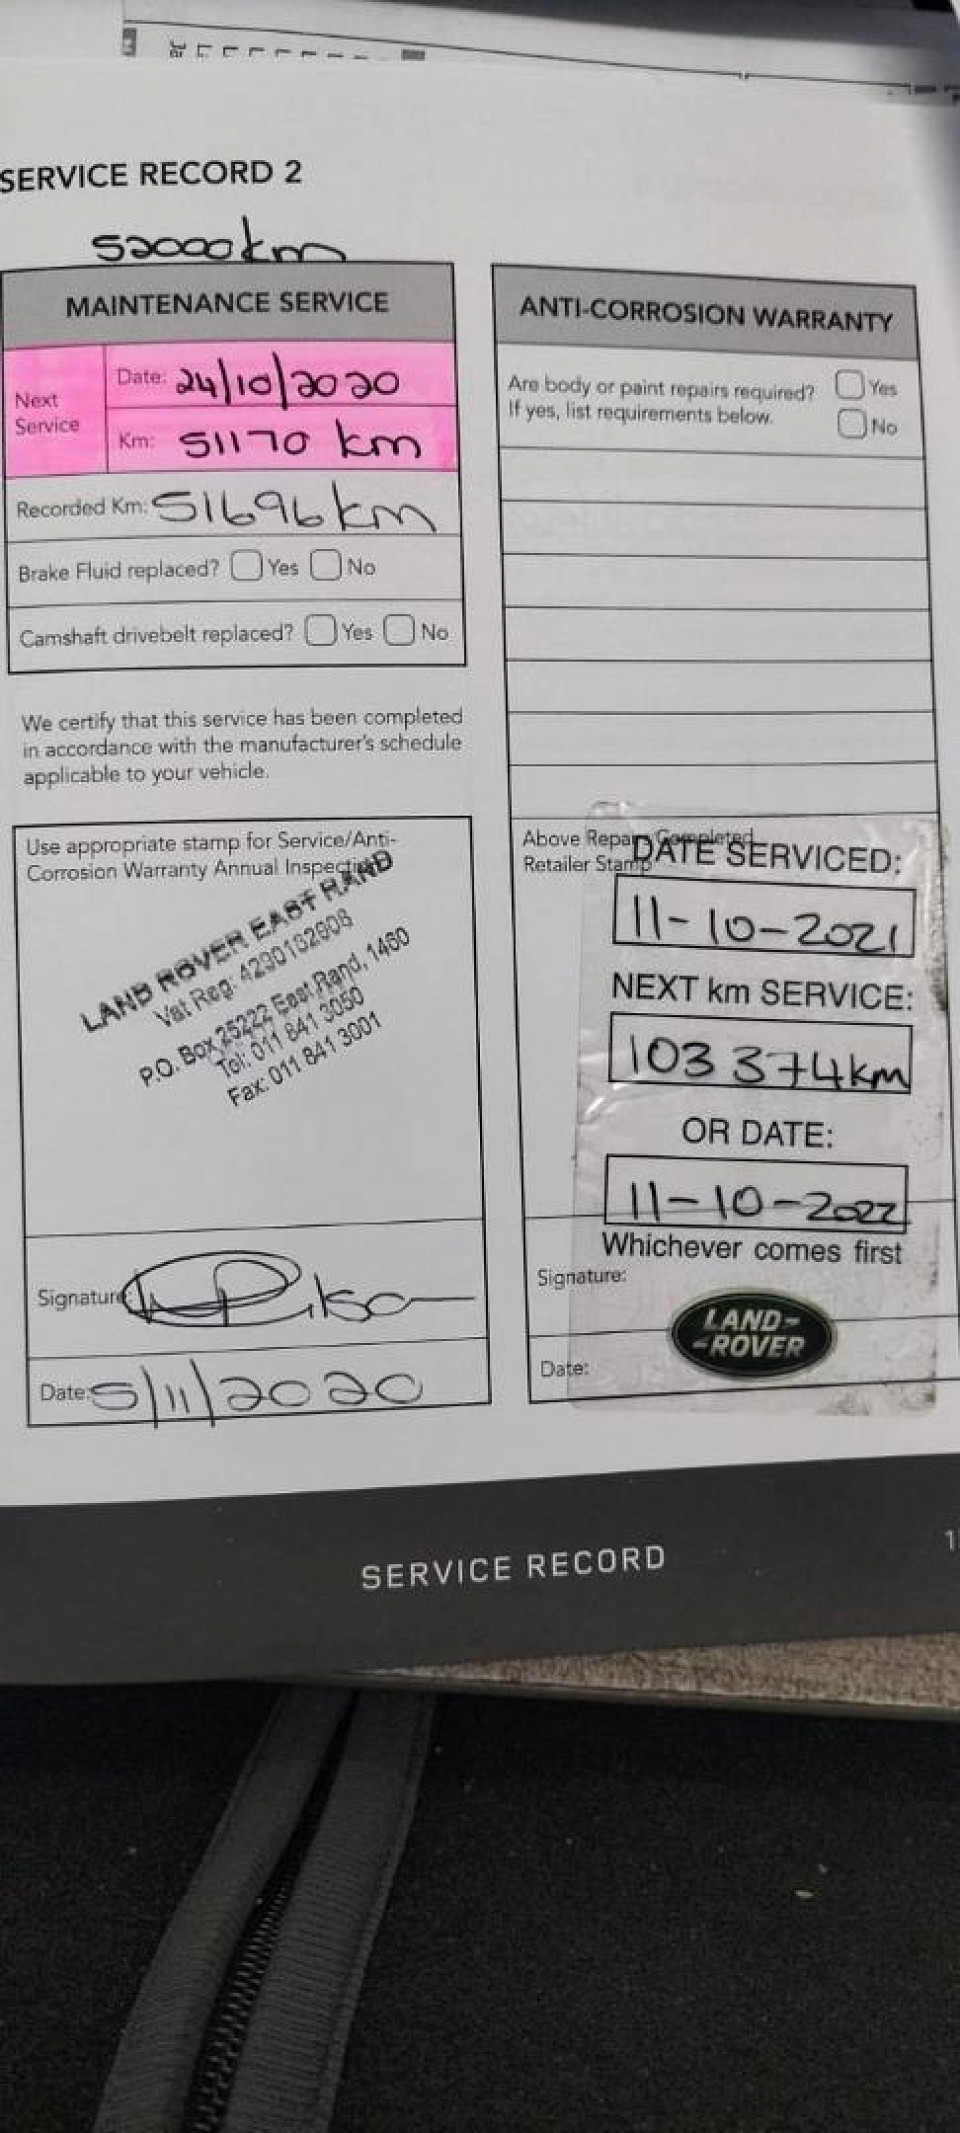 SERVICE RECORD 2
52000km
MAINTENANCE SERVICE
Next Service
Date: 24/10/2020
Km: 51170 km
Recorded Km: 51696km
Brake Fluid replaced? Yes No
Camshaft drivebelt replaced? Yes No
We certify that this service has been completed
in accordance with the manufacturer's schedule
applicable to your vehicle.
Use appropriate stamp for Service/Anti-
Corrosion Warranty Annual Inspection
LAND ROVER EAST RAND
Vat Reg: 4290182908
P.O. Box 25222 East Rand, 1460
Tel: 011 841 3050
Fax: 011 841 3001
Signature:
Date: 5/11/2020
ANTI-CORROSION WARRANTY
Are body or paint repairs required? Yes
If yes, list requirements below. No
Above Repairs Completed
Retailer Stamp
DATE SERVICED:
11-10-2021
NEXT km SERVICE:
103 374km
OR DATE:
11-10-2022
Whichever comes first
Signature:
LAND-
-ROVER
Date:
SERVICE RECORD